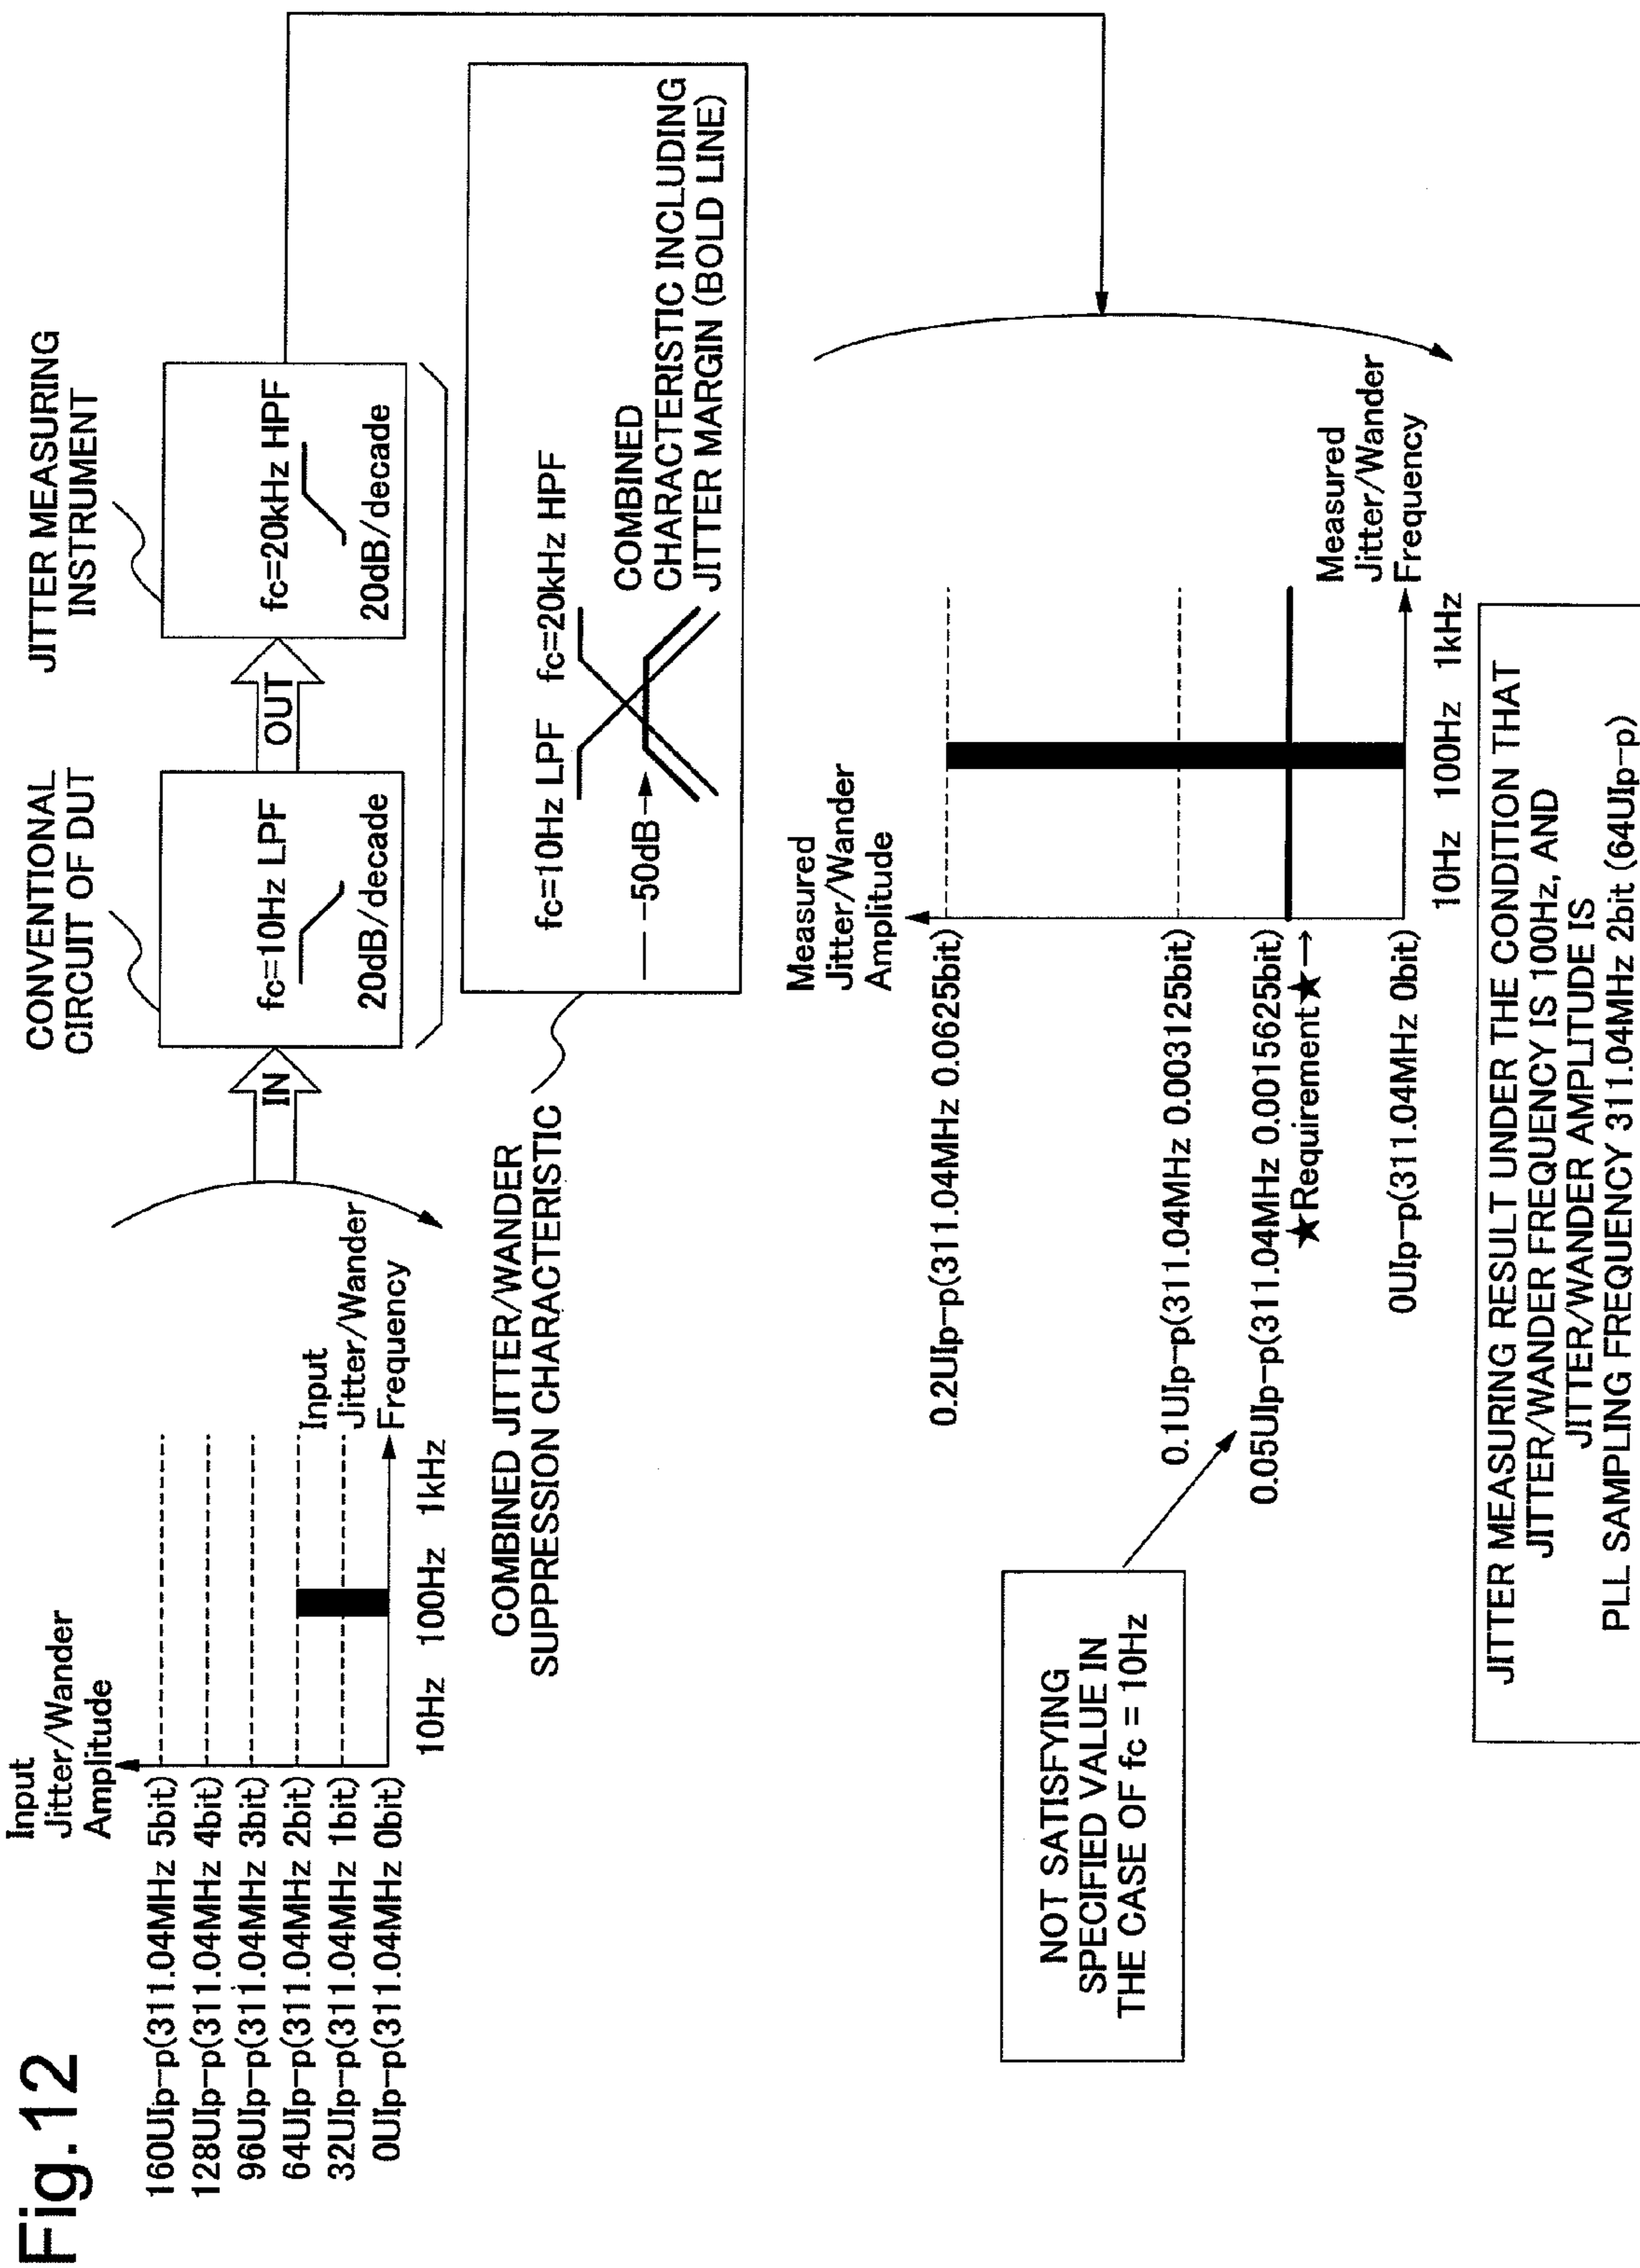 Fig.12
Input
Jitter/Wander
Amplitude
160UIp-p(311.04MHz 5bit)
128UIp-p(311.04MHz 4bit)
96UIp-p(311.04MHz 3bit)
64UIp-p(311.04MHz 2bit)
32UIp-p(311.04MHz 1bit)
0UIp-p(311.04MHz 0bit)
10Hz 100Hz 1kHz
Input
Jitter/Wander
Frequency
IN
CONVENTIONAL
CIRCUIT OF DUT
fc=10Hz LPF
20dB/decade
OUT
JITTER MEASURING
INSTRUMENT
fc=20kHz HPF
20dB/decade
COMBINED JITTER/WANDER
SUPPRESSION CHARACTERISTIC
fc=10Hz LPF fc=20kHz HPF
-50dB
COMBINED
CHARACTERISTIC INCLUDING
JITTER MARGIN (BOLD LINE)
NOT SATISFYING
SPECIFIED VALUE IN
THE CASE OF fc = 10Hz
Measured
Jitter/Wander
Amplitude
0.2UIp-p(311.04MHz 0.0625bit)
0.1UIp-p(311.04MHz 0.003125bit)
0.05UIp-p(311.04MHz 0.0015625bit)
★Requirement★→
0UIp-p(311.04MHz 0bit)
10Hz 100Hz 1kHz
Measured
Jitter/Wander
Frequency
JITTER MEASURING RESULT UNDER THE CONDITION THAT
JITTER/WANDER FREQUENCY IS 100Hz, AND
JITTER/WANDER AMPLITUDE IS
PLL SAMPLING FREQUENCY 311.04MHz 2bit (64UIp-p)